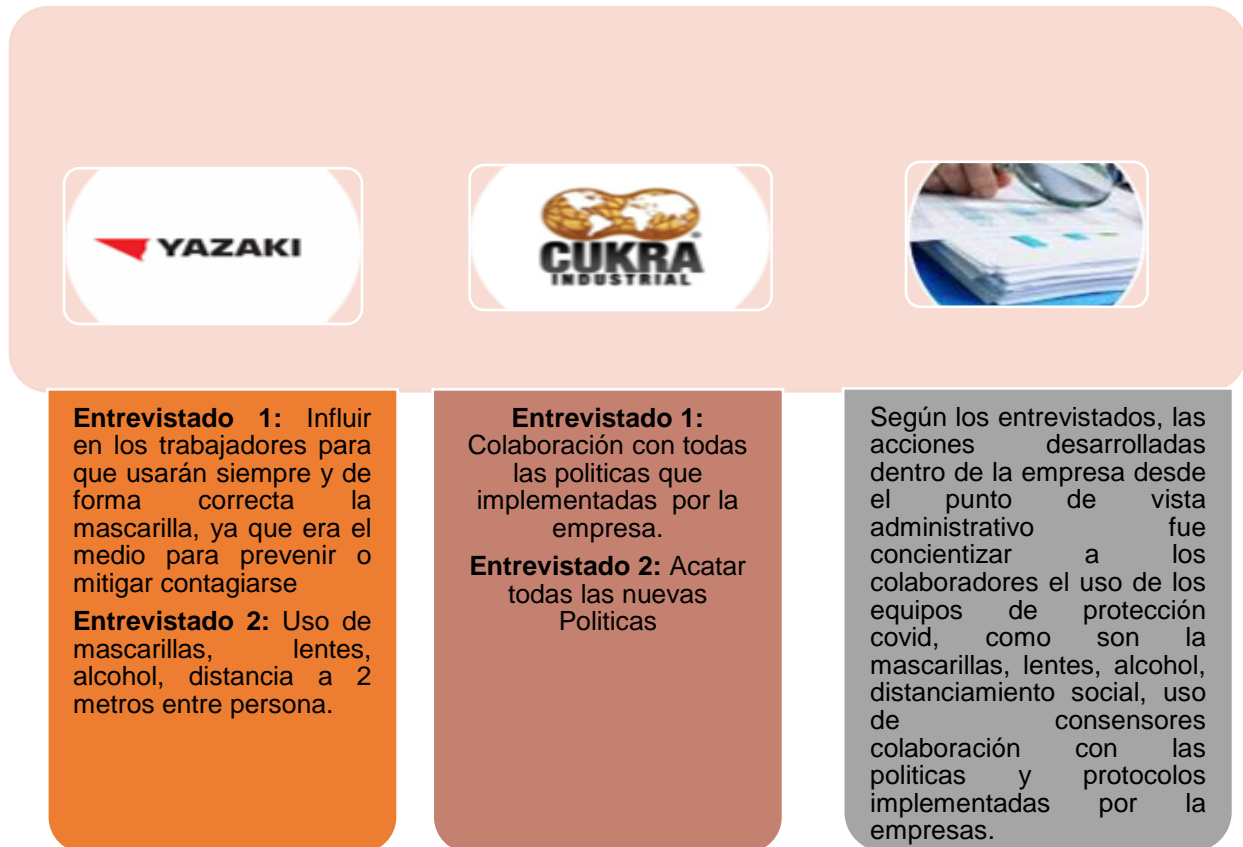 YAZAKI
CUKRA
INDUSTRIAL
Entrevistado 1: Influir
en los trabajadores para
que usarán siempre y de
forma correcta la
mascarilla, ya que era el
medio para prevenir o
mitigar contagiarse
Entrevistado 2: Uso de
mascarillas, lentes,
alcohol, distancia a 2
metros entre persona.
Entrevistado 1:
Colaboración con todas
las politicas que
implementadas por la
empresa.
Entrevistado 2: Acatar
todas las nuevas
Politicas
Según los entrevistados, las
acciones desarrolladas
dentro de la empresa desde
el punto de vista
administrativo fue
concientizar a los
colaboradores el uso de los
equipos de protección
covid, como son la
mascarillas, lentes, alcohol,
distanciamiento social, uso
de consensores
colaboración con las
politicas y protocolos
implementadas por la
empresas.